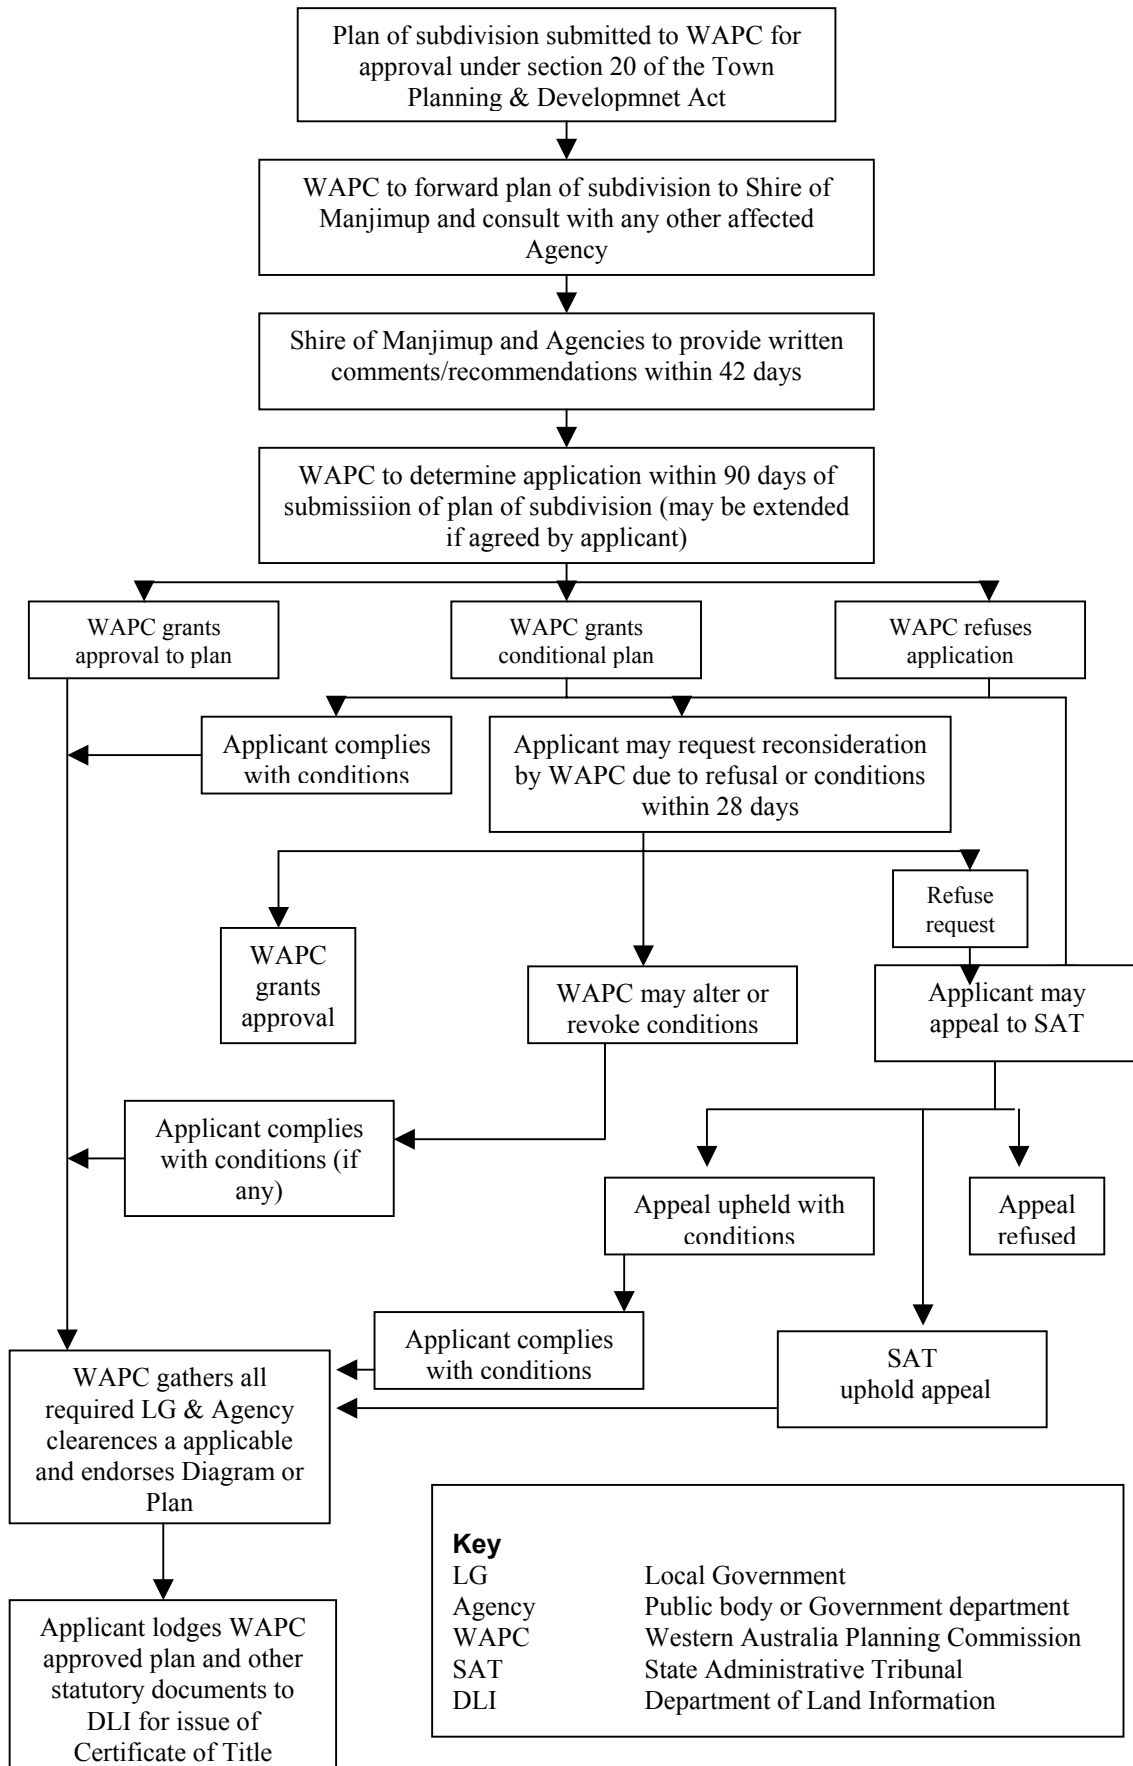 Plan of subdivision submitted to WAPC for
approval under section 20 of the Town
Planning & Developmnet Act
WAPC to forward plan of subdivision to Shire of
Manjimup and consult with any other affected
Agency
Shire of Manjimup and Agencies to provide written
comments/recommendations within 42 days
WAPC to determine application within 90 days of
submissiion of plan of subdivision (may be extended
if agreed by applicant)
WAPC grants
approval to plan
WAPC grants
conditional plan
WAPC refuses
application
Applicant complies
with conditions
Applicant may request reconsideration
by WAPC due to refusal or conditions
within 28 days
Refuse
request
WAPC
grants
approval
WAPC may alter or
revoke conditions
Applicant may
appeal to SAT
Applicant complies
with conditions (if
any)
Appeal upheld with
conditions
Appeal
refused
Applicant complies
with conditions
SAT
uphold appeal
WAPC gathers all
required LG & Agency
clearences a applicable
and endorses Diagram or
Plan
Applicant lodges WAPC
approved plan and other
statutory documents to
DLI for issue of
Certificate of Title
Key
LG Local Government
Agency Public body or Government department
WAPC Western Australia Planning Commission
SAT State Administrative Tribunal
DLI Department of Land Information